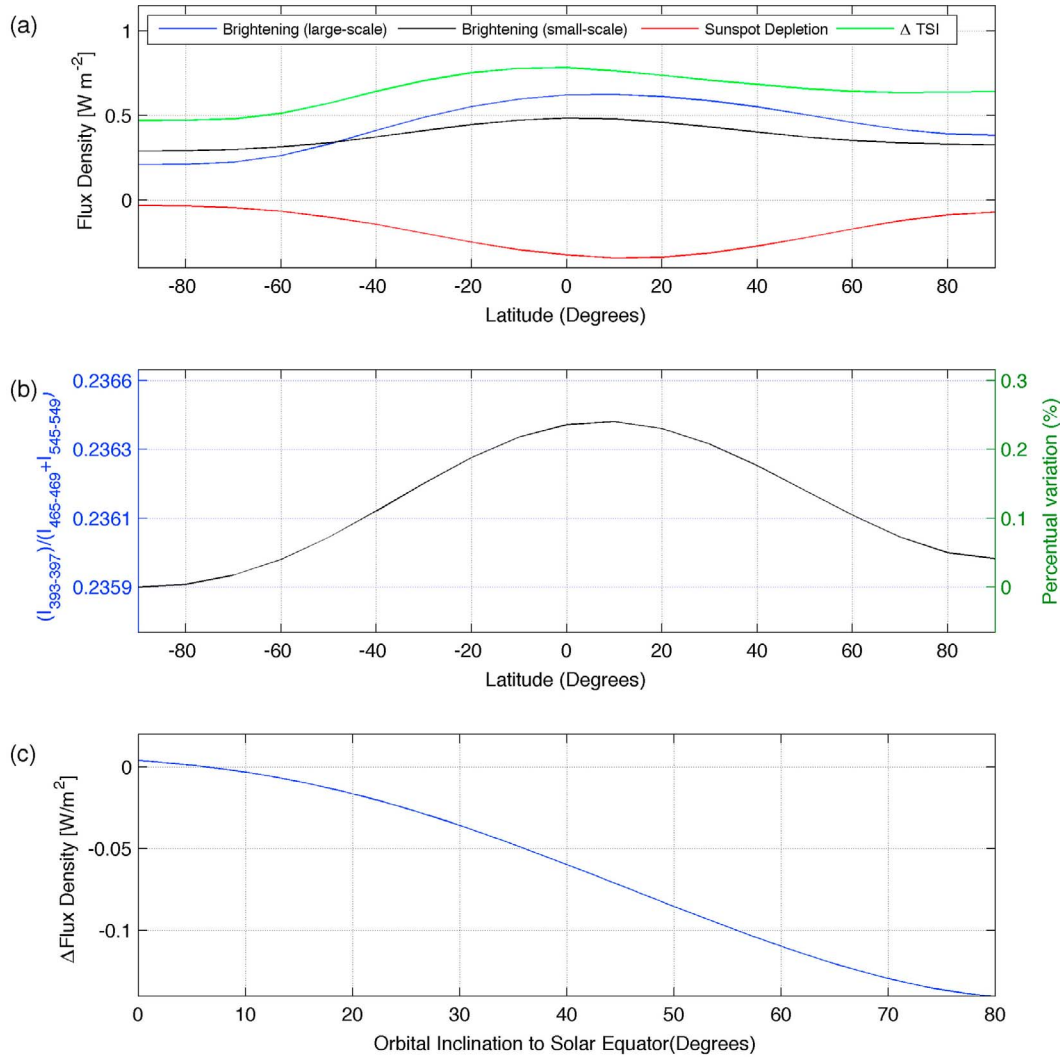 (a)
Brightening (large-scale) Brightening (small-scale) Sunspot Depletion Δ TSI
Flux Density [W m-2]
1
0.5
0
-80 -60 -40 -20 0 20 40 60 80
Latitude (Degrees)
(b)
(I393-397)/(I465-469+I545-549)
0.2366
0.2363
0.2361
0.2359
Percentual variation (%)
0.3
0.2
0.1
0
-80 -60 -40 -20 0 20 40 60 80
Latitude (Degrees)
(c)
ΔFlux Density [W/m2]
0
-0.05
-0.1
0 10 20 30 40 50 60 70 80
Orbital Inclination to Solar Equator(Degrees)